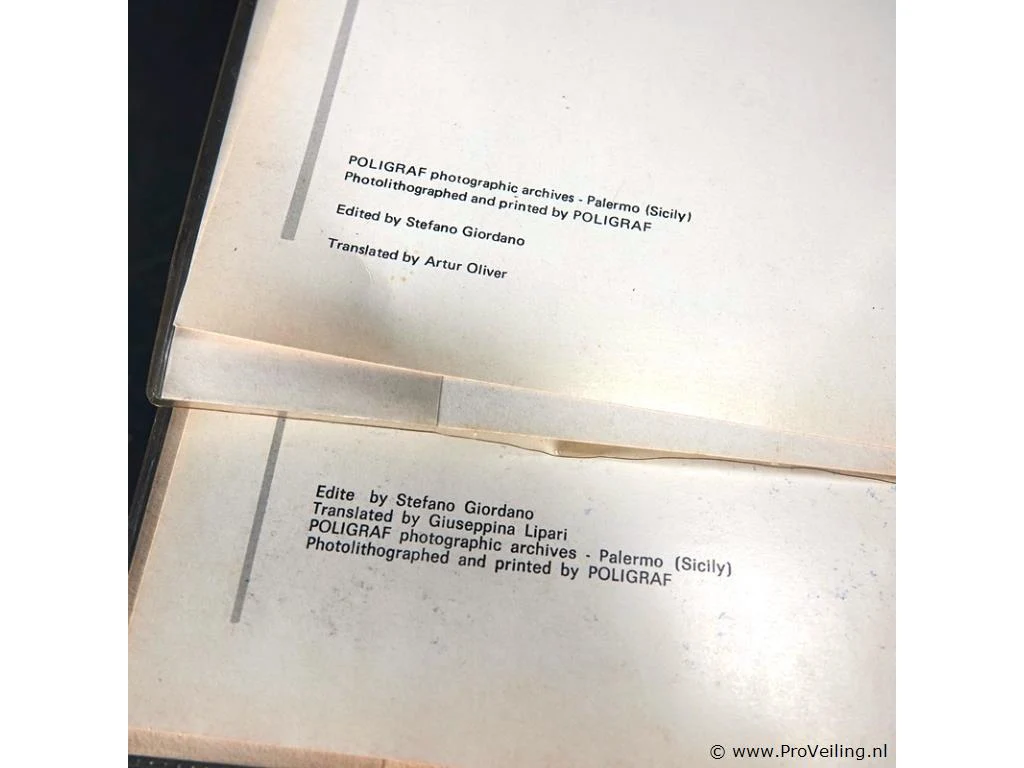 POLIGRAF photographic archives - Palermo (Sicily)
Photolithographed and printed by POLIGRAF
Edited by Stefano Giordano
Translated by Artur Oliver
Edite by Stefano Giordano
Translated by Giuseppina Lipari
POLIGRAF photographic archives - Palermo (Sicily)
Photolithographed and printed by POLIGRAF
© www.ProVeiling.nl